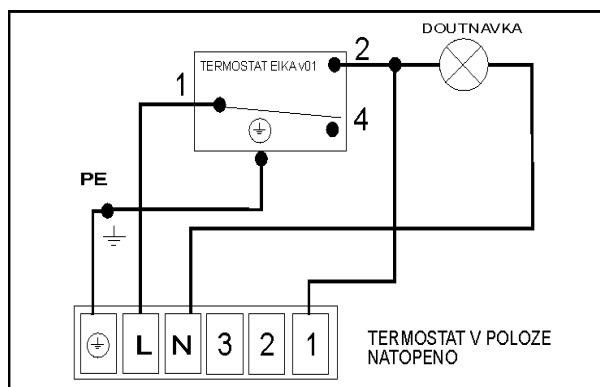 DOUTNAVKA
TERMOSTAT EIKA v01
2
1
4
PE
L N 3 2 1
TERMOSTAT V POLOZE
NATOPENO